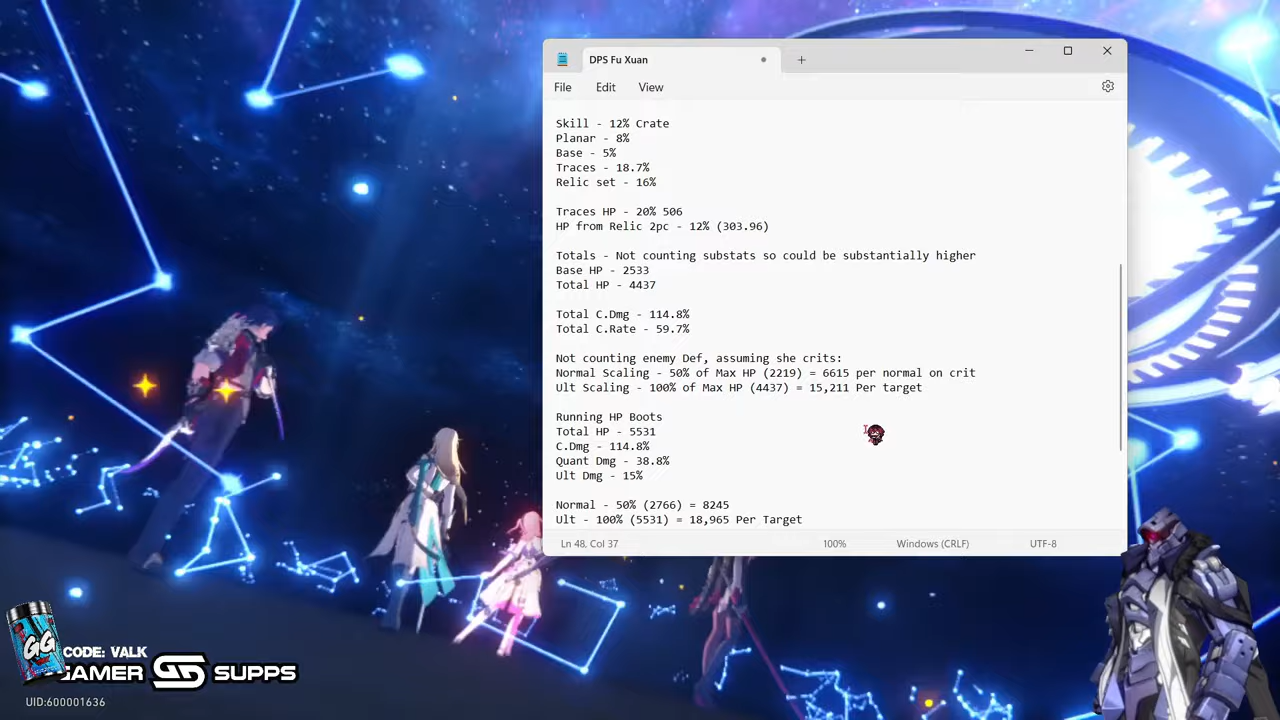 DPS Fu Xuan
File Edit View
Skill - 12% Crate
Planar - 8%
Base - 5%
Traces - 18.7%
Relic set - 16%
Traces HP - 20% 506
HP from Relic 2pc - 12% (303.96)
Totals - Not counting substats so could be substantially higher
Base HP - 2533
Total HP - 4437
Total C.Dmg - 114.8%
Total C.Rate - 59.7%
Not counting enemy Def, assuming she crits:
Normal Scaling - 50% of Max HP (2219) = 6615 per normal on crit
Ult Scaling - 100% of Max HP (4437) = 15,211 Per target
Running HP Boots
Total HP - 5531
C.Dmg - 114.8%
Quant Dmg - 38.8%
Ult Dmg - 15%
Normal - 50% (2766) = 8245
Ult - 100% (5531) = 18,965 Per Target
Ln 48, Col 37 100% Windows (CRLF) UTF-8
GG
CODE: VALK
GAMER GS SUPPS
UID:600001636